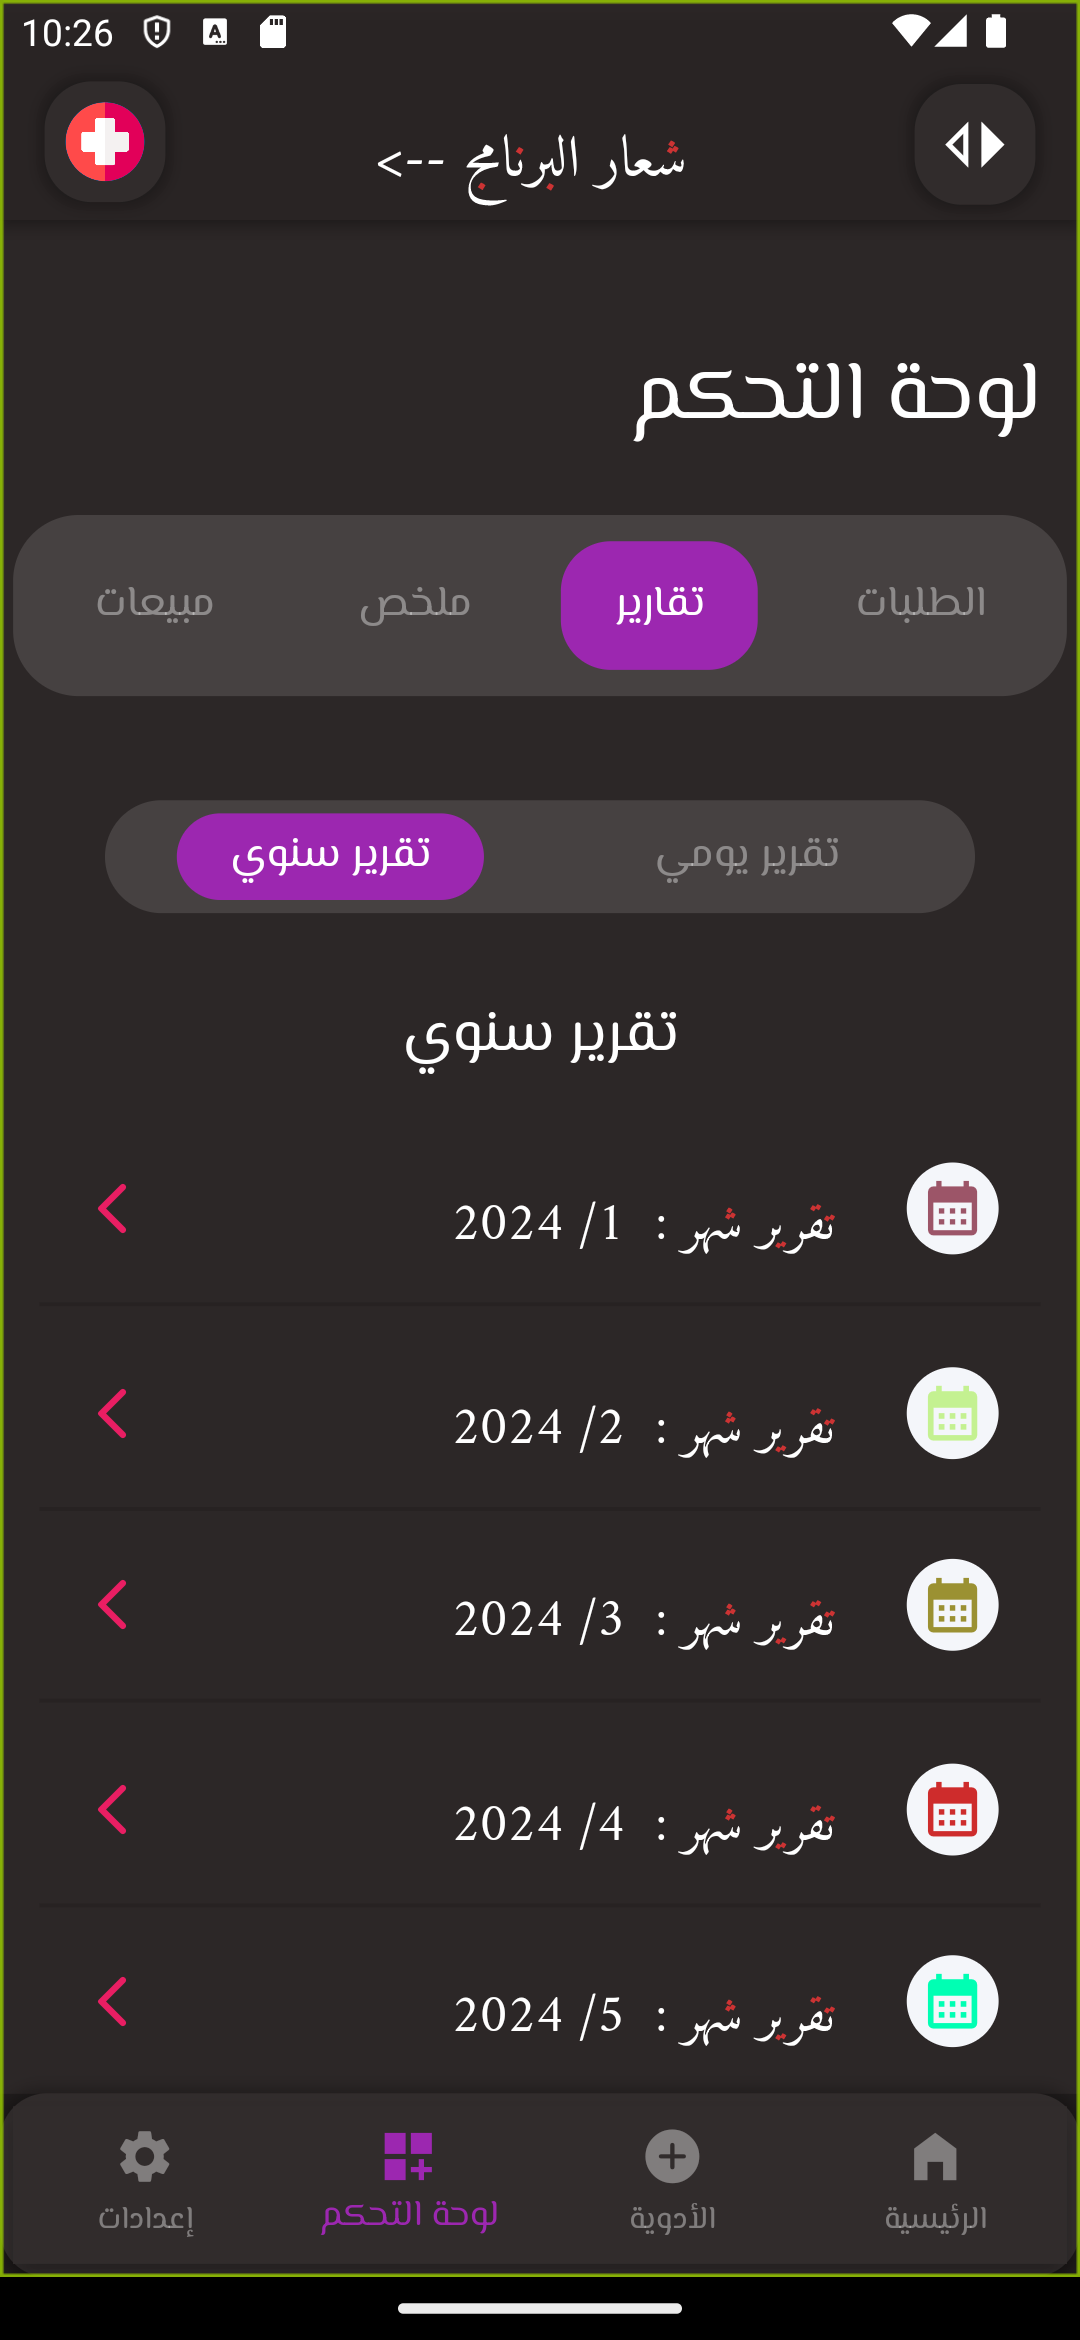 10:26
شعار البرنامج -->
لوحة التحكم
الطلبات تقارير ملخص مبيعات
تقرير يومي تقرير سنوي
تقرير سنوي
تقرير شهر : 1/ 2024
تقرير شهر : 2/ 2024
تقرير شهر : 3/ 2024
تقرير شهر : 4/ 2024
تقرير شهر : 5/ 2024
الرئيسية الأدوية لوحة التحكم إعدادات